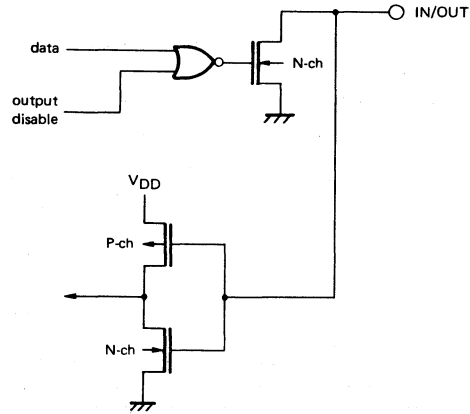 IN/OUT
data
N-ch
output
disable
VDD
P-ch
N-ch